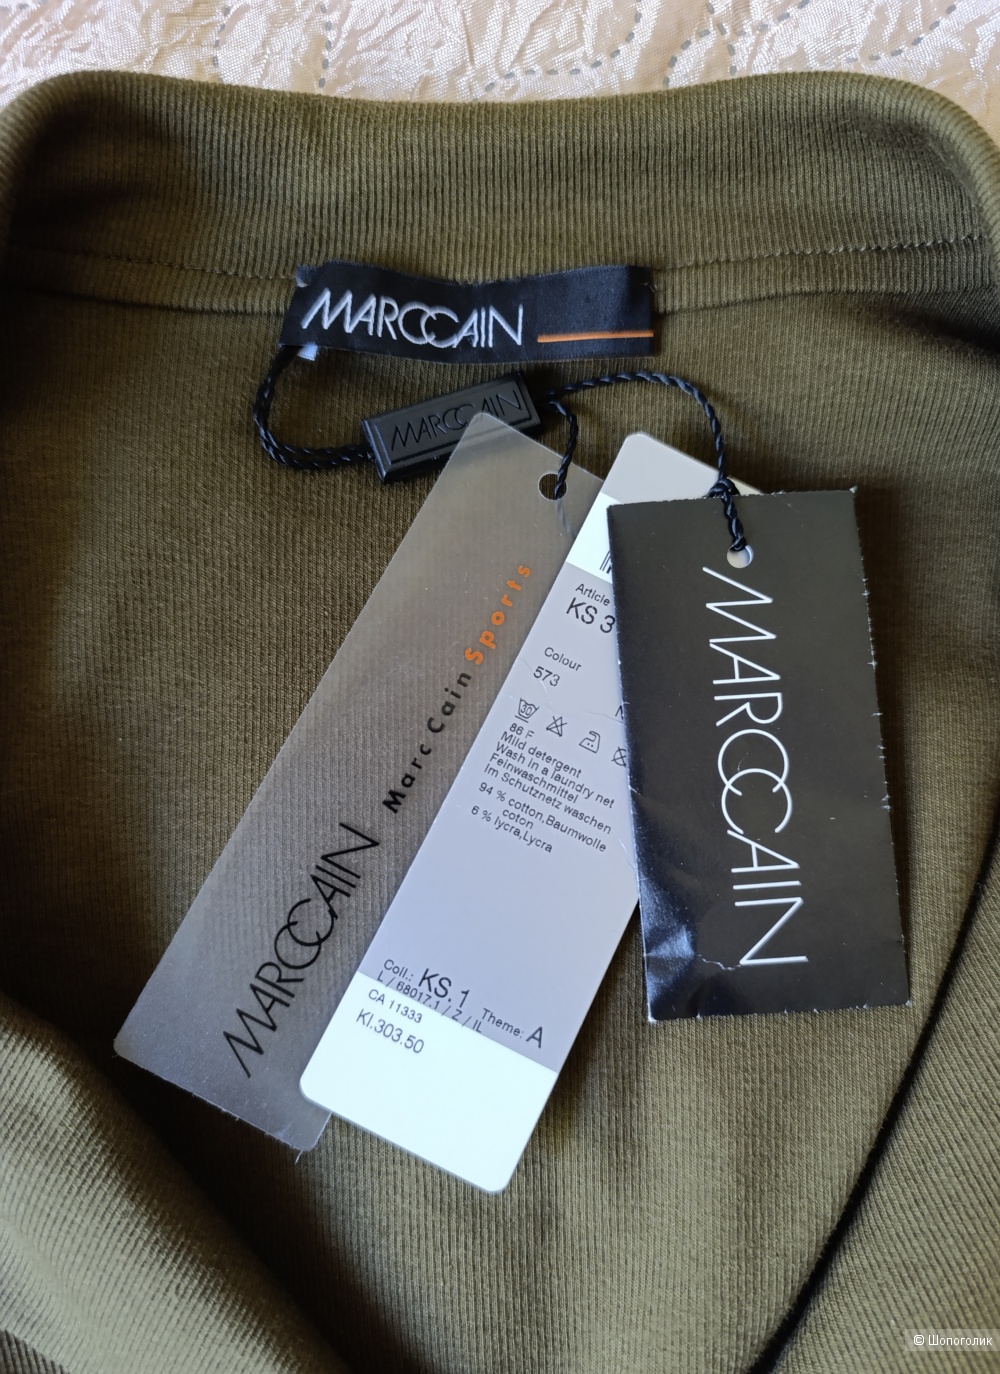 MARCCAIN
MARCCAIN
Marc Cain Sports
MARCCAIN
Article
KS 3
Colour
573
30
86 F
Mild detergent
Wash in a laundry net
Feinwaschmittel
Im Schutznetz waschen
94 % cotton,Baumwolle
coton
6 % lycra,Lycra
Coll.: KS. 1 Theme: A
L / 68017.1 / Z / IL
CA 11333
Kl.303.50
MARCCAIN
© Шопоголик